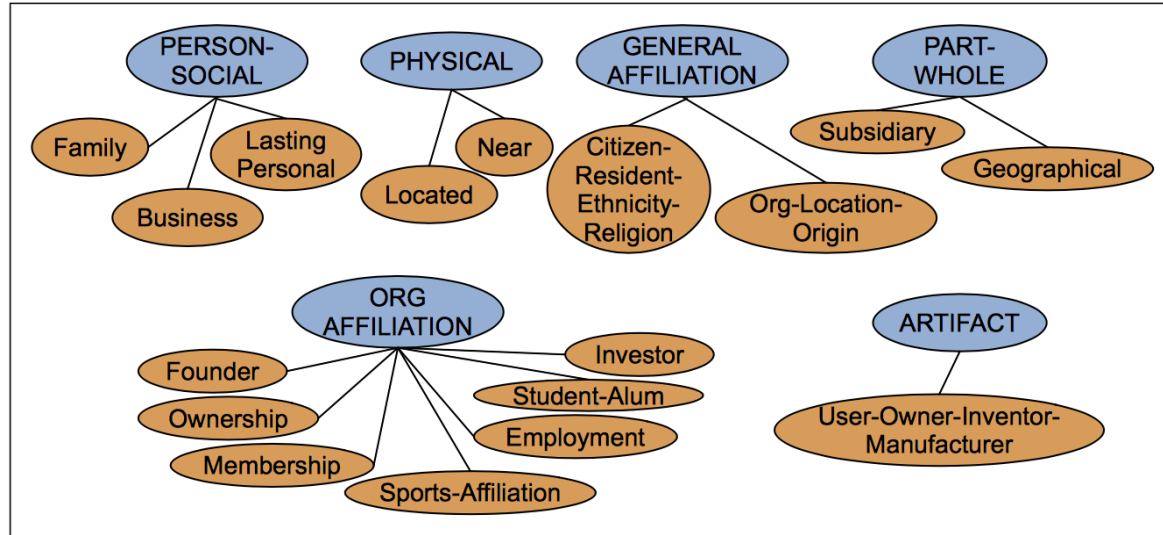 PERSON-
SOCIAL
PHYSICAL
GENERAL
AFFILIATION
PART-
WHOLE
Family
Lasting
Personal
Business
Near
Located
Citizen-
Resident-
Ethnicity-
Religion
Org-Location-
Origin
Subsidiary
Geographical
ORG
AFFILIATION
ARTIFACT
Founder
Ownership
Membership
Sports-Affiliation
Investor
Student-Alum
Employment
User-Owner-Inventor-
Manufacturer